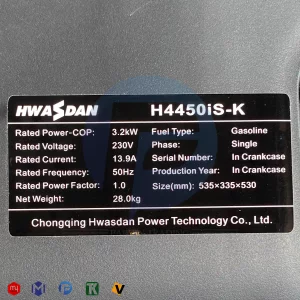 HWASDAN H4450iS-K
Rated Power-COP: 3.2kW Fuel Type: Gasoline
Rated Voltage: 230V Phase: Single
Rated Current: 13.9A Serial Number: In Crankcase
Rated Frequency: 50Hz Production Year: In Crankcase
Rated Power Factor: 1.0 Size(mm): 535×335×530
Net Weight: 28.0kg
Chongqing Hwasdan Power Technology Co., Ltd.
my M P K V